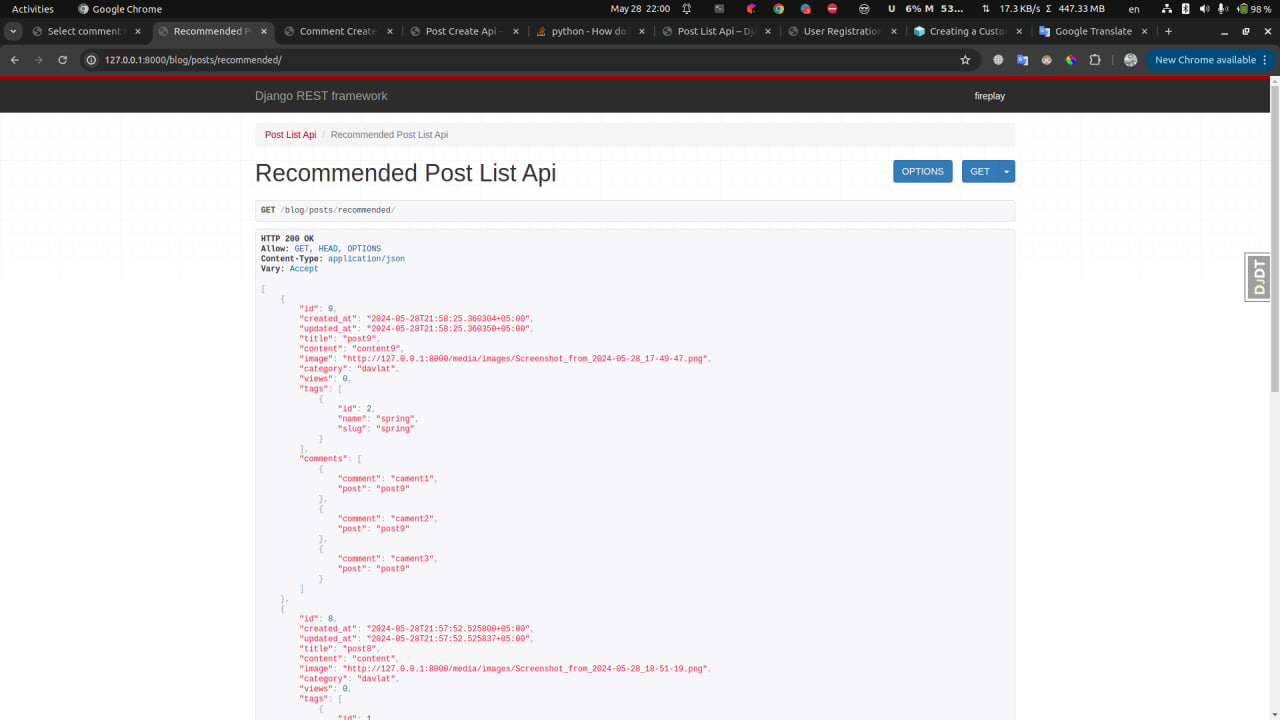 Activities Google Chrome May 28 22:00 U 6% M 53... 17.3 KB/s Σ 447.33 MB en 98 %
Select comment Recommended P Comment Create Post Create Api – python - How do Post List Api – Dj User Registration Creating a Custo Google Translate
127.0.0.1:8000/blog/posts/recommended/ New Chrome available
Django REST framework fireplay
Post List Api / Recommended Post List Api
Recommended Post List Api OPTIONS GET
GET /blog/posts/recommended/
HTTP 200 OK
Allow: GET, HEAD, OPTIONS
Content-Type: application/json
Vary: Accept
[
{
"id": 9,
"created_at": "2024-05-28T21:58:25.360304+05:00",
"updated_at": "2024-05-28T21:58:25.360350+05:00",
"title": "post9",
"content": "content9",
"image": "http://127.0.0.1:8000/media/images/Screenshot_from_2024-05-28_17-49-47.png",
"category": "davlat",
"views": 0,
"tags": [
{
"id": 2,
"name": "spring",
"slug": "spring"
}
],
"comments": [
{
"comment": "cament1",
"post": "post9"
},
{
"comment": "cament2",
"post": "post9"
},
{
"comment": "cament3",
"post": "post9"
}
]
},
{
"id": 8,
"created_at": "2024-05-28T21:57:52.525800+05:00",
"updated_at": "2024-05-28T21:57:52.525837+05:00",
"title": "post8",
"content": "content",
"image": "http://127.0.0.1:8000/media/images/Screenshot_from_2024-05-28_18-51-19.png",
"category": "davlat",
"views": 0,
"tags": [
{
"id": 1,
DJDT